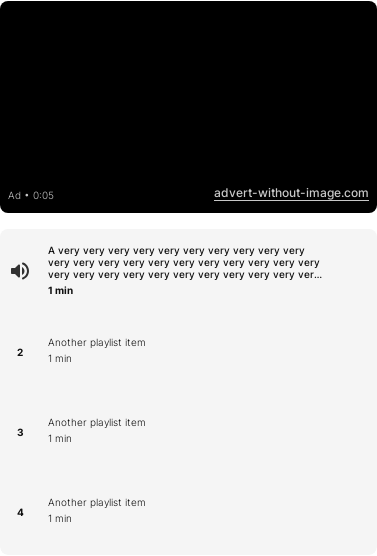 Ad • 0:05
advert-without-image.com
A very very very very very very very very very very
very very very very very very very very very very very
very very very very very very very very very very ver...
1 min
2
Another playlist item
1 min
3
Another playlist item
1 min
4
Another playlist item
1 min